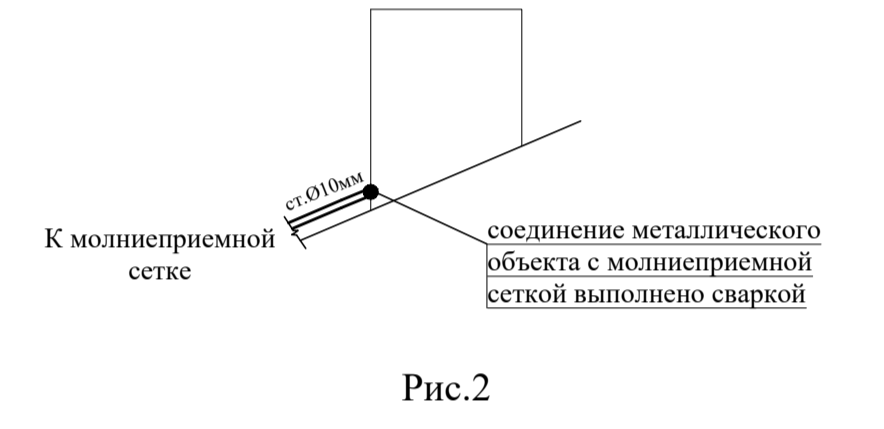 ст.Ø10мм
К молниеприемной
сетке
соединение металлического
объекта с молниеприемной
сеткой выполнено сваркой
Рис.2